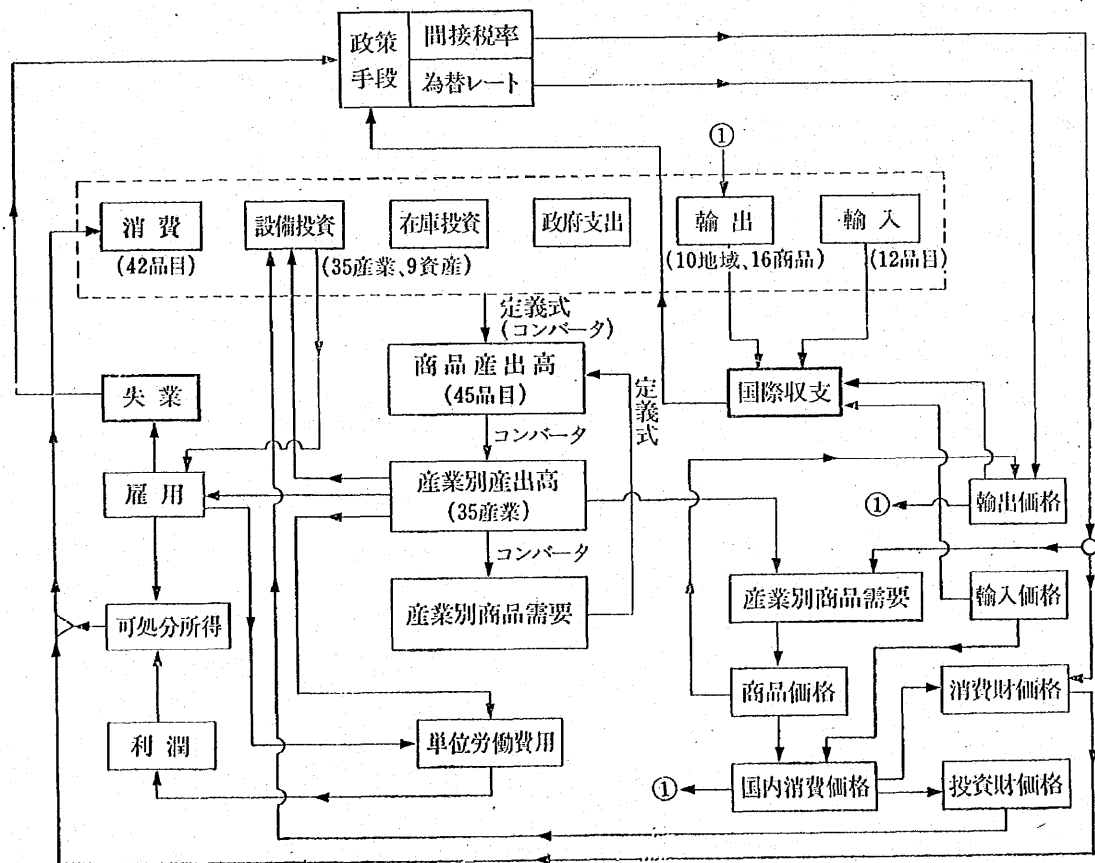 政策
手段
間接税率
為替レート
①
消費
(42品目)
設備投資
(35産業、9資産)
在庫投資
政府支出
輸出
(10地域、16商品)
輸入
(12品目)
定義式
(コンバータ)
商品産出高
(45品目)
定義式
国際収支
失業
コンバータ
雇用
産業別産出高
(35産業)
①
輸出価格
コンバータ
産業別商品需要
産業別商品需要
輸入価格
可処分所得
商品価格
消費財価格
利潤
単位労働費用
①
国内消費価格
投資財価格